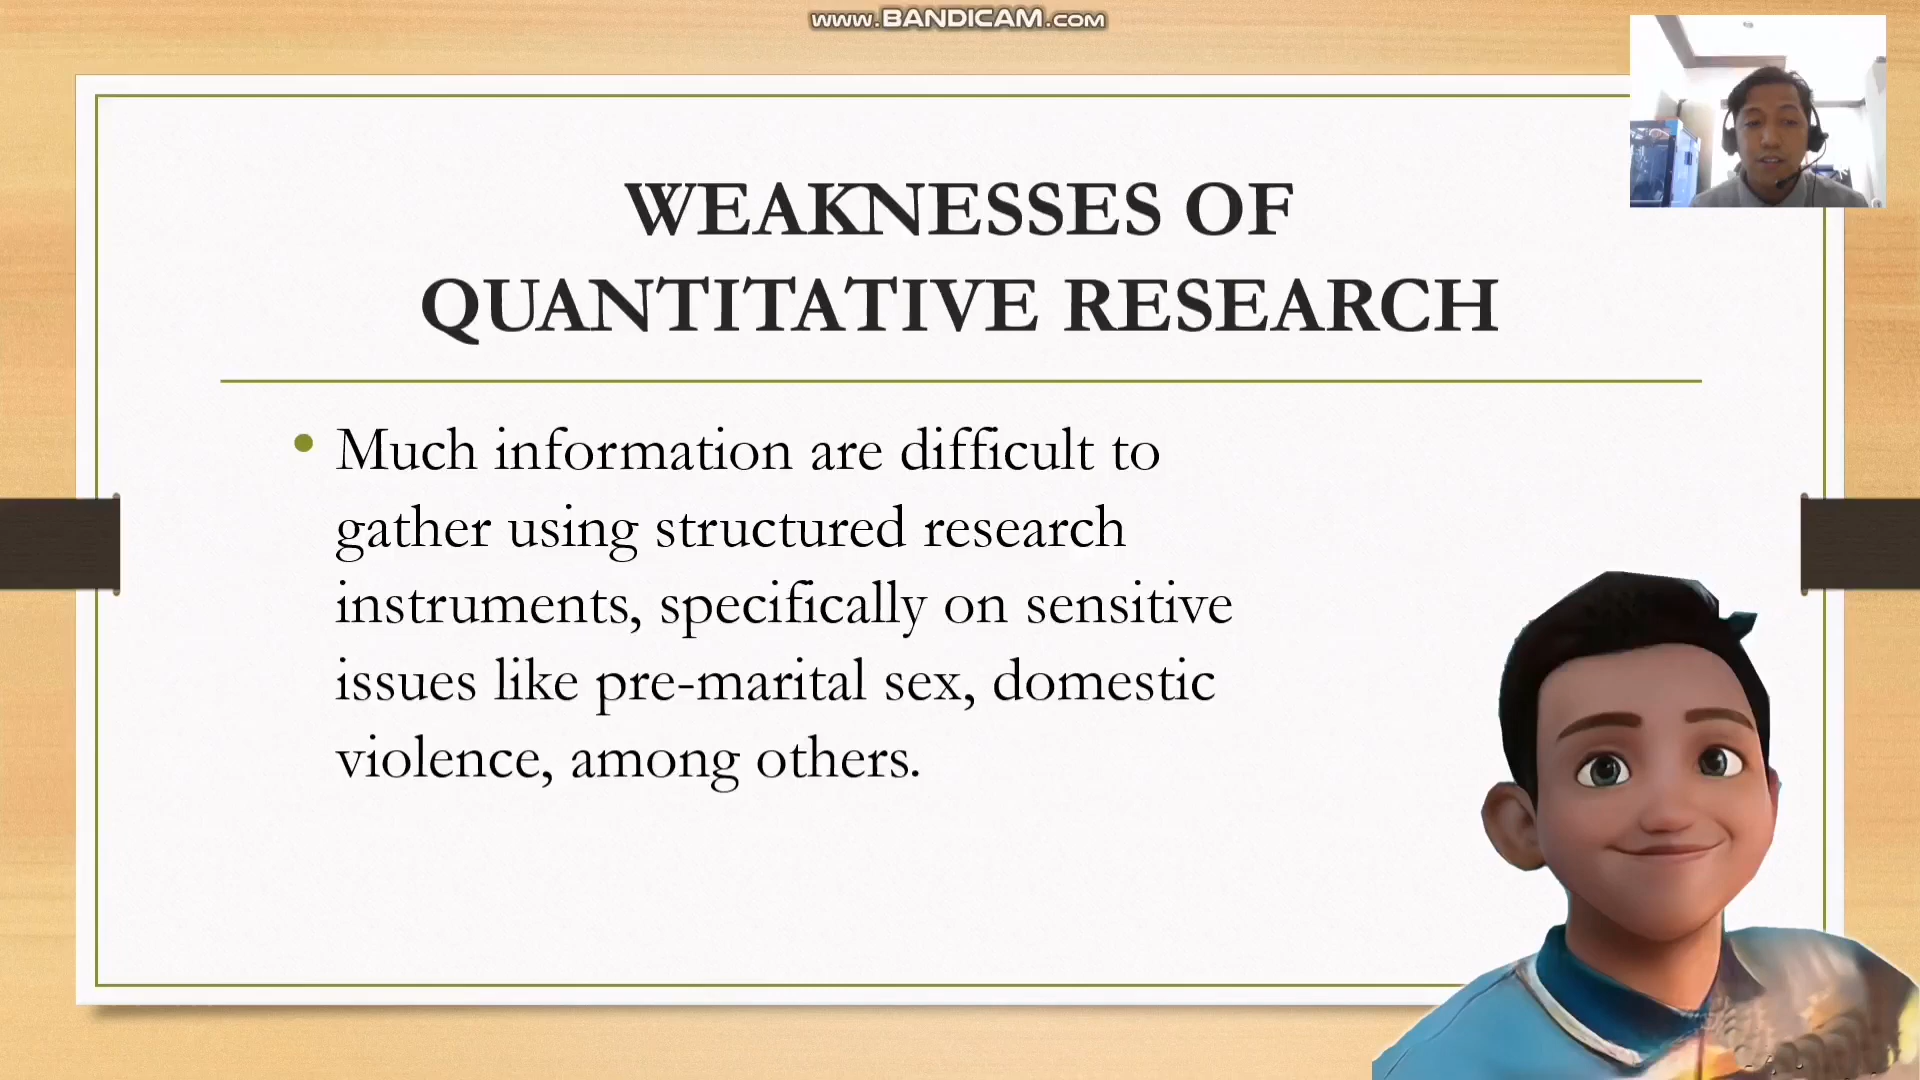 www.BANDICAM.com
WEAKNESSES OF
QUANTITATIVE RESEARCH
• Much information are difficult to
gather using structured research
instruments, specifically on sensitive
issues like pre-marital sex, domestic
violence, among others.